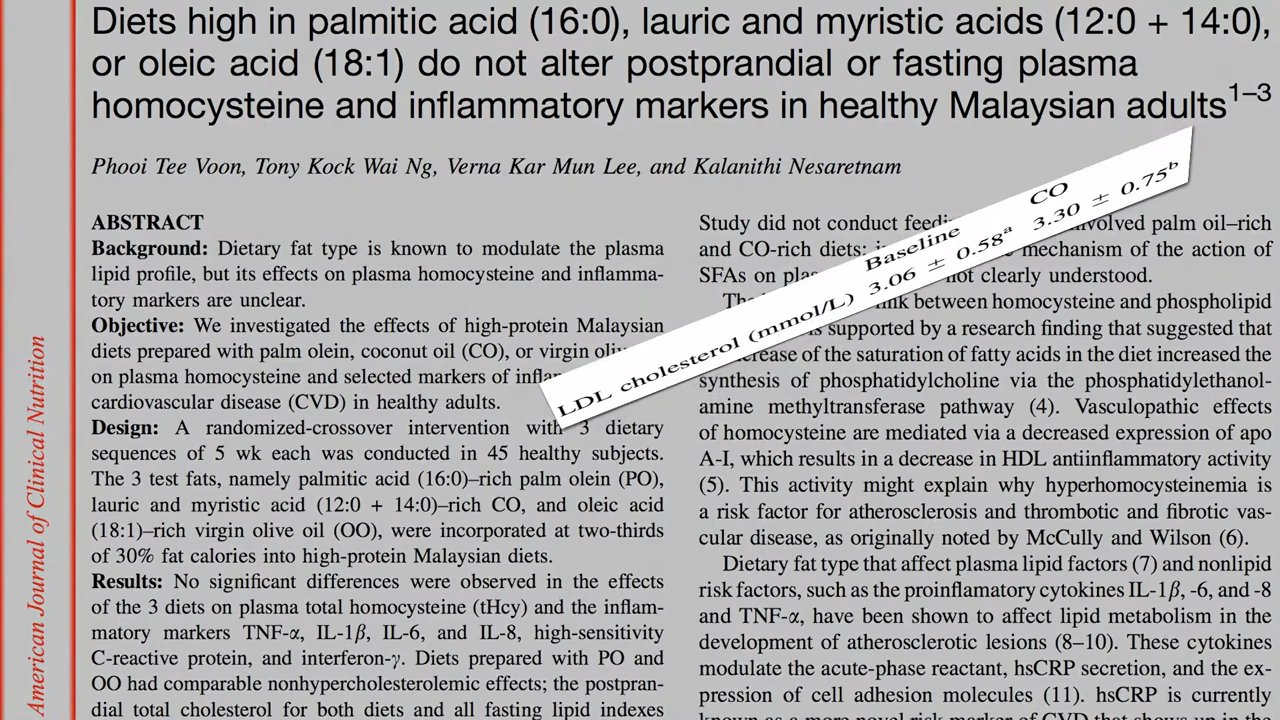 Diets high in palmitic acid (16:0), lauric and myristic acids (12:0 + 14:0),
or oleic acid (18:1) do not alter postprandial or fasting plasma
homocysteine and inflammatory markers in healthy Malaysian adults1–3
Phooi Tee Voon, Tony Kock Wai Ng, Verna Kar Mun Lee, and Kalanithi Nesaretnam
American Journal of Clinical Nutrition
ABSTRACT
Background: Dietary fat type is known to modulate the plasma
lipid profile, but its effects on plasma homocysteine and inflamma-
tory markers are unclear.
Objective: We investigated the effects of high-protein Malaysian
diets prepared with palm olein, coconut oil (CO), or virgin
on plasma homocysteine and selected markers of
cardiovascular disease (CVD) in healthy adults.
Design: A randomized-crossover intervention with 3 dietary
sequences of 5 wk each was conducted in 45 healthy subjects.
The 3 test fats, namely palmitic acid (16:0)–rich palm olein (PO),
lauric and myristic acid (12:0 + 14:0)–rich CO, and oleic acid
(18:1)–rich virgin olive oil (OO), were incorporated at two-thirds
of 30% fat calories into high-protein Malaysian diets.
Results: No significant differences were observed in the effects
of the 3 diets on plasma total homocysteine (tHcy) and the inflam-
matory markers TNF-α, IL-1β, IL-6, and IL-8, high-sensitivity
C-reactive protein, and interferon-γ. Diets prepared with PO and
OO had comparable nonhypercholesterolemic effects; the postpran-
dial total cholesterol for both diets and all fasting lipid indexes
Baseline CO
LDL cholesterol (mmol/L) 3.06 ± 0.58a 3.30 ± 0.75b
Study did not conduct palm oil–rich
and CO-rich diets: mechanism of the action of
SFAs on not clearly understood.
between homocysteine and phospholipid
supported by a research finding that suggested that
of the saturation of fatty acids in the diet increased the
synthesis of phosphatidylcholine via the phosphatidylethanol-
amine methyltransferase pathway (4). Vasculopathic effects
of homocysteine are mediated via a decreased expression of apo
A-I, which results in a decrease in HDL antiinflammatory activity
(5). This activity might explain why hyperhomocysteinemia is
a risk factor for atherosclerosis and thrombotic and fibrotic vas-
cular disease, as originally noted by McCully and Wilson (6).
Dietary fat type that affect plasma lipid factors (7) and nonlipid
risk factors, such as the proinflamatory cytokines IL-1β, -6, and -8
and TNF-α, have been shown to affect lipid metabolism in the
development of atherosclerotic lesions (8–10). These cytokines
modulate the acute-phase reactant, hsCRP secretion, and the ex-
pression of cell adhesion molecules (11). hsCRP is currently